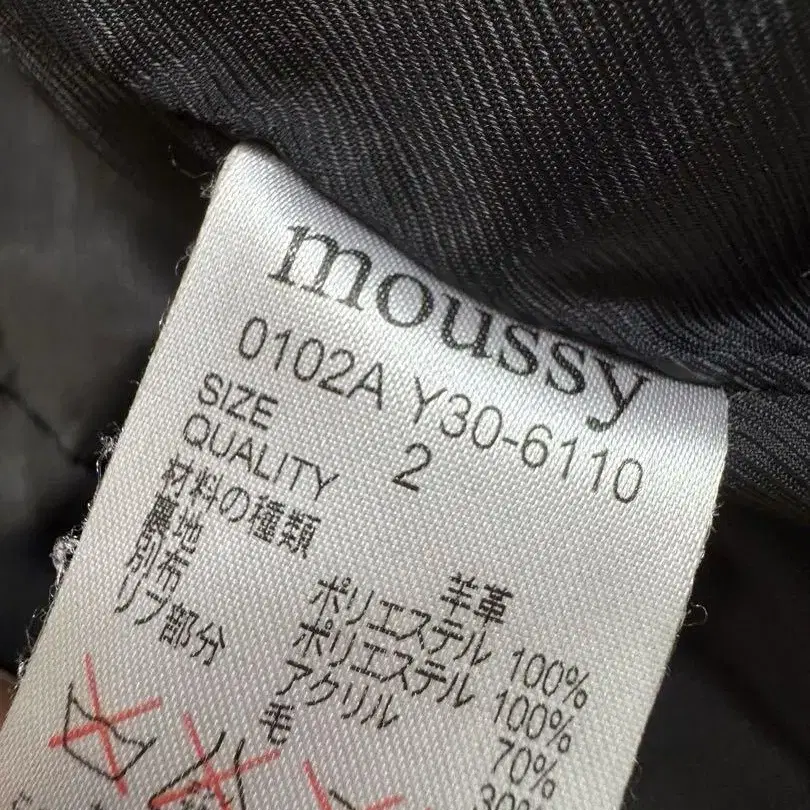 moussy
0102A Y30-6110
SIZE 2
QUALITY
材料の種類 羊革
裏地 ポリエステル 100%
別布 ポリエステル 100%
リブ部分 アクリル 70%
毛 30%